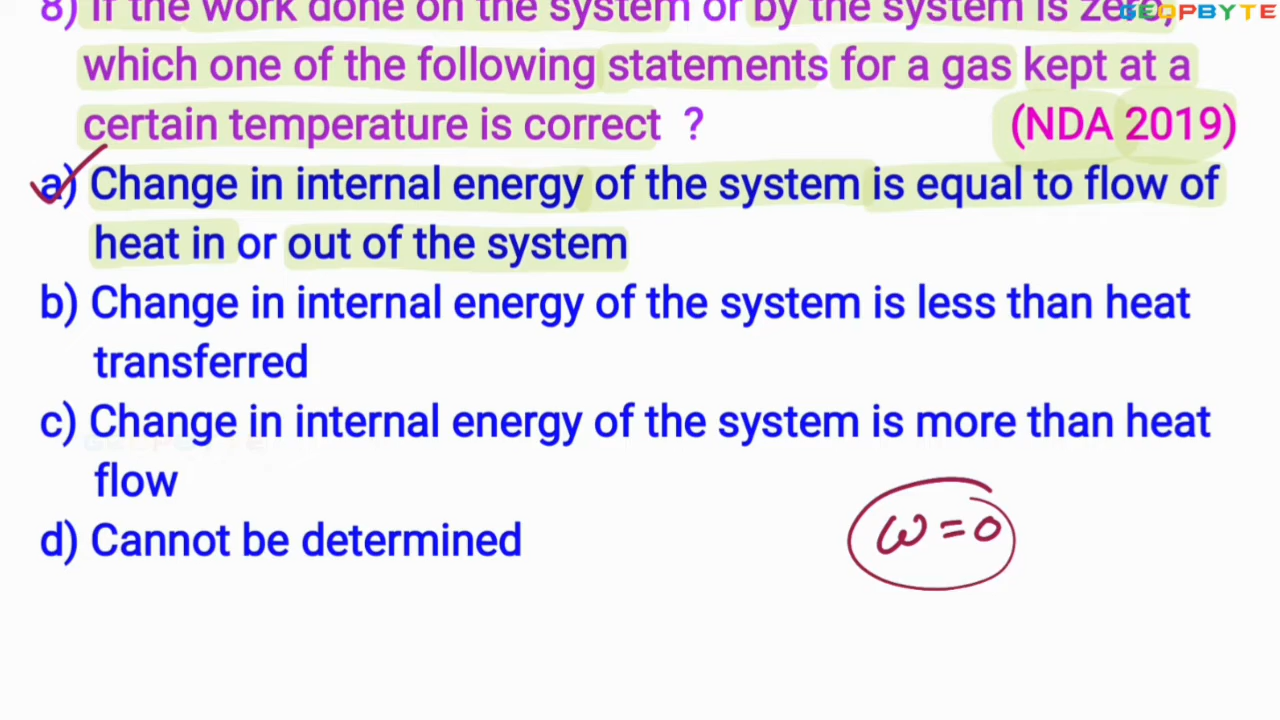 8) If the work done on the system or by the system is zero,
GEOPBYTE
which one of the following statements for a gas kept at a
certain temperature is correct ? (NDA 2019)
a) Change in internal energy of the system is equal to flow of
heat in or out of the system
b) Change in internal energy of the system is less than heat
transferred
c) Change in internal energy of the system is more than heat
flow
w = 0
d) Cannot be determined